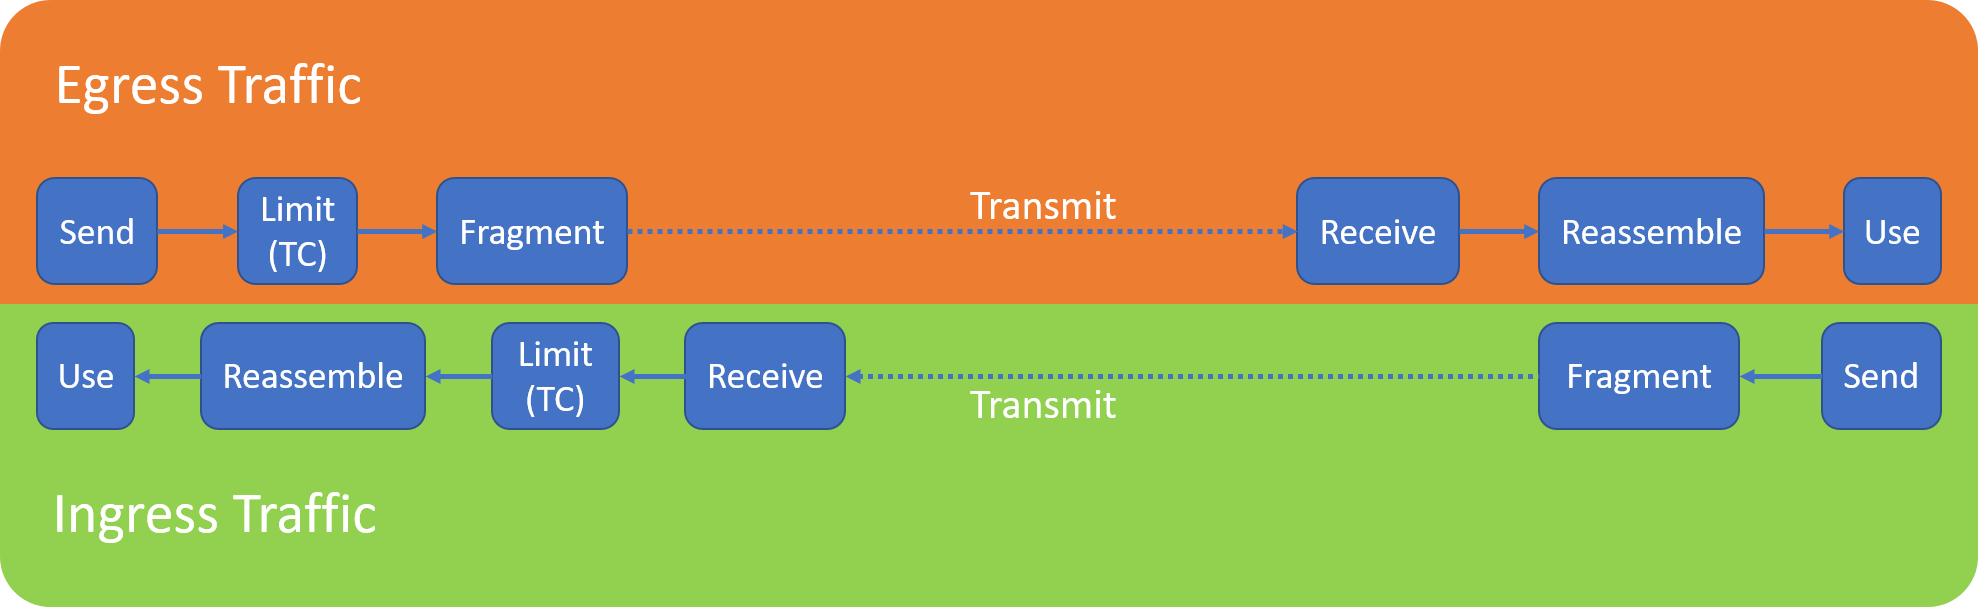 Egress Traffic
Send
Limit
(TC)
Fragment
Transmit
Receive
Reassemble
Use
Use
Reassemble
Limit
(TC)
Receive
Transmit
Fragment
Send
Ingress Traffic